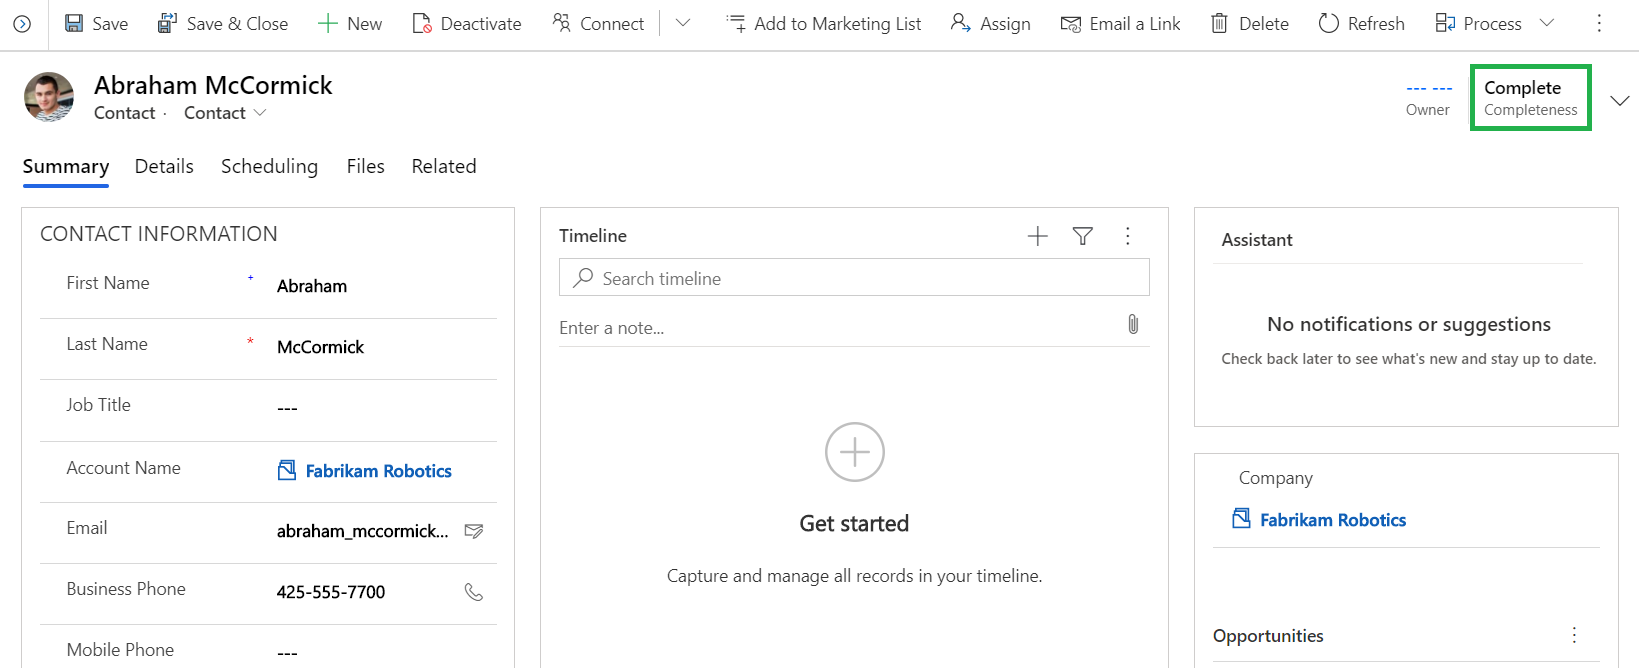 Save
Save & Close
New
Deactivate
Connect
Add to Marketing List
Assign
Email a Link
Delete
Refresh
Process
Abraham McCormick
Contact · Contact
--- ---
Owner
Complete
Completeness
Summary
Details
Scheduling
Files
Related
CONTACT INFORMATION
First Name + Abraham
Last Name * McCormick
Job Title ---
Account Name Fabrikam Robotics
Email abraham_mccormick...
Business Phone 425-555-7700
Mobile Phone ---
Timeline
Search timeline
Enter a note...
Get started
Capture and manage all records in your timeline.
Assistant
No notifications or suggestions
Check back later to see what's new and stay up to date.
Company
Fabrikam Robotics
Opportunities